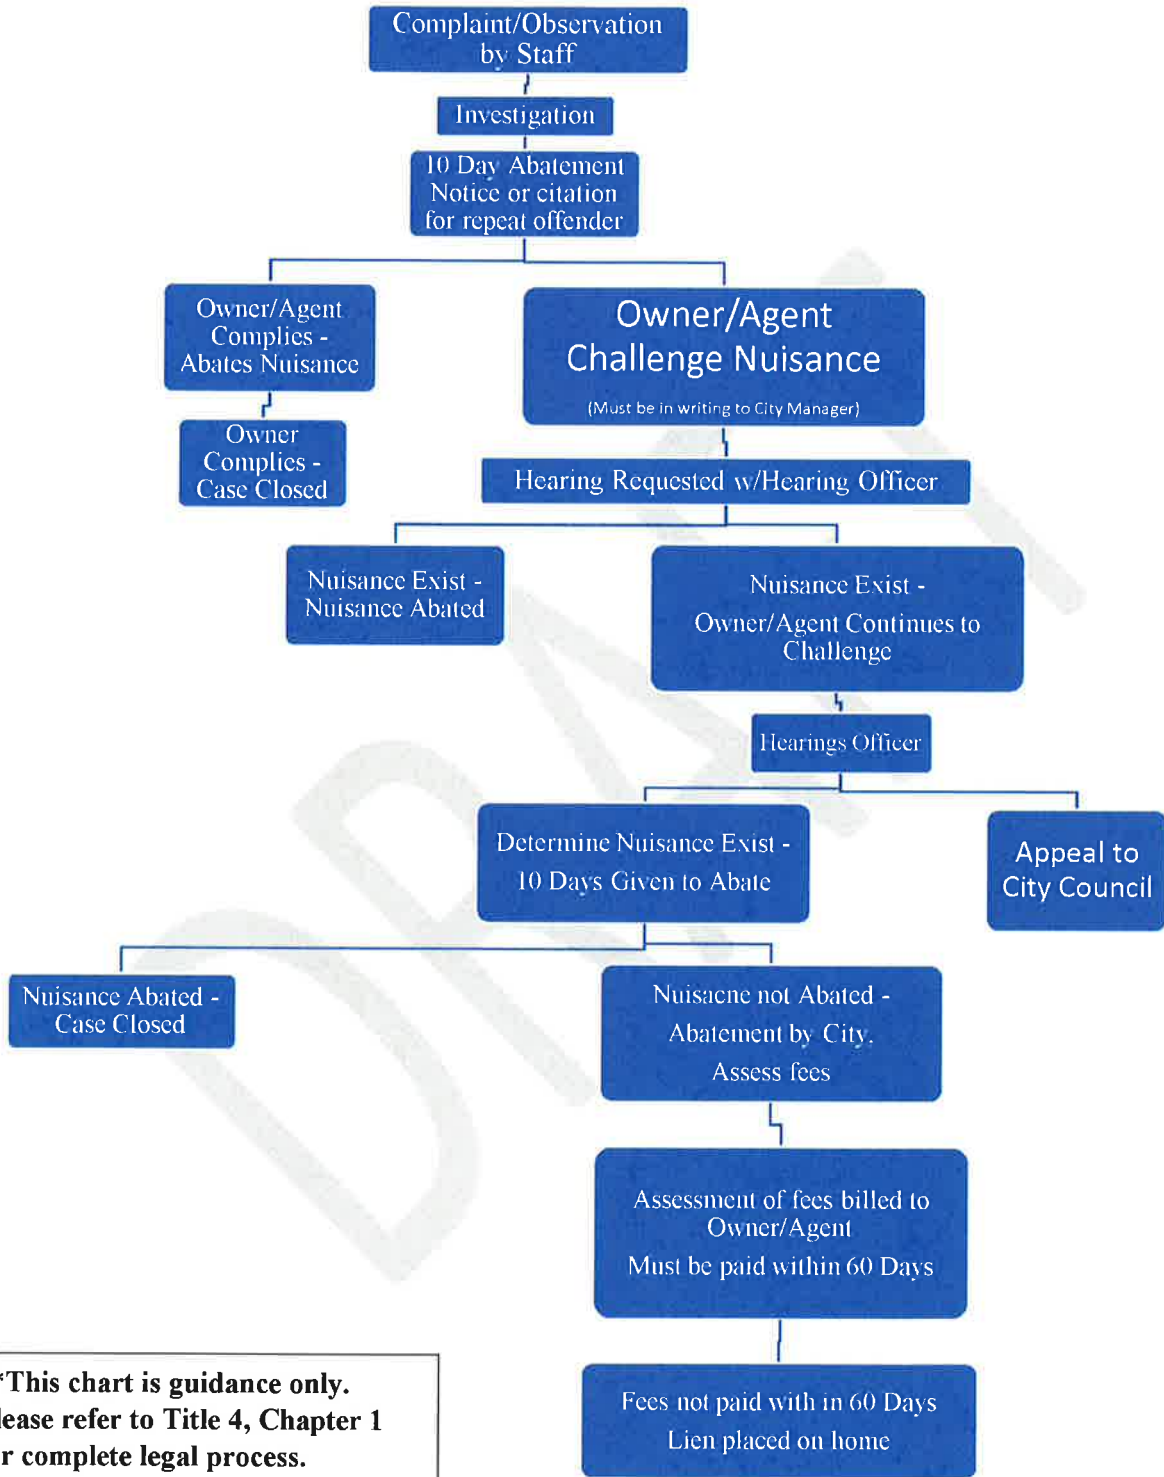 Complaint/Observation
by Staff
Investigation
10 Day Abatement
Notice or citation
for repeat offender
Owner/Agent
Complies -
Abates Nuisance
Owner/Agent
Challenge Nuisance
(Must be in writing to City Manager)
Owner
Complies -
Case Closed
Hearing Requested w/Hearing Officer
Nuisance Exist -
Nuisance Abated
Nuisance Exist -
Owner/Agent Continues to
Challenge
Hearings Officer
Determine Nuisance Exist -
10 Days Given to Abate
Appeal to
City Council
Nuisance Abated -
Case Closed
Nuisacne not Abated -
Abatement by City.
Assess fees
Assessment of fees billed to
Owner/Agent
Must be paid within 60 Days
Fees not paid with in 60 Days
Lien placed on home
*This chart is guidance only.
lease refer to Title 4, Chapter 1
r complete legal process.
DRAFT